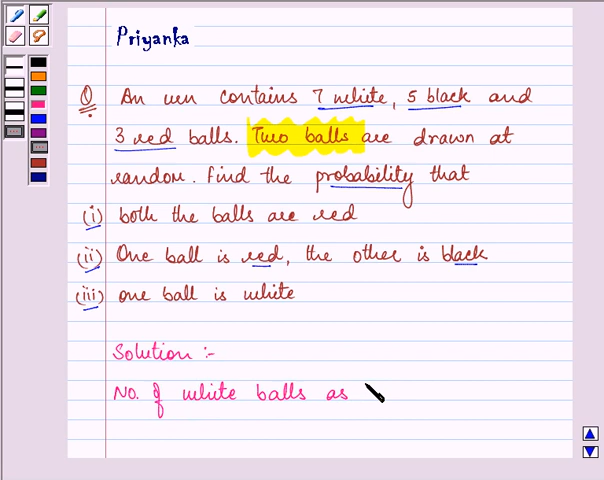 Priyanka
Q An urn contains 7 white, 5 black and
3 red balls. Two balls are drawn at
random. Find the probability that
(i) both the balls are red
(ii) One ball is red, the other is black
(iii) one ball is white
Solution :-
No. of white balls as